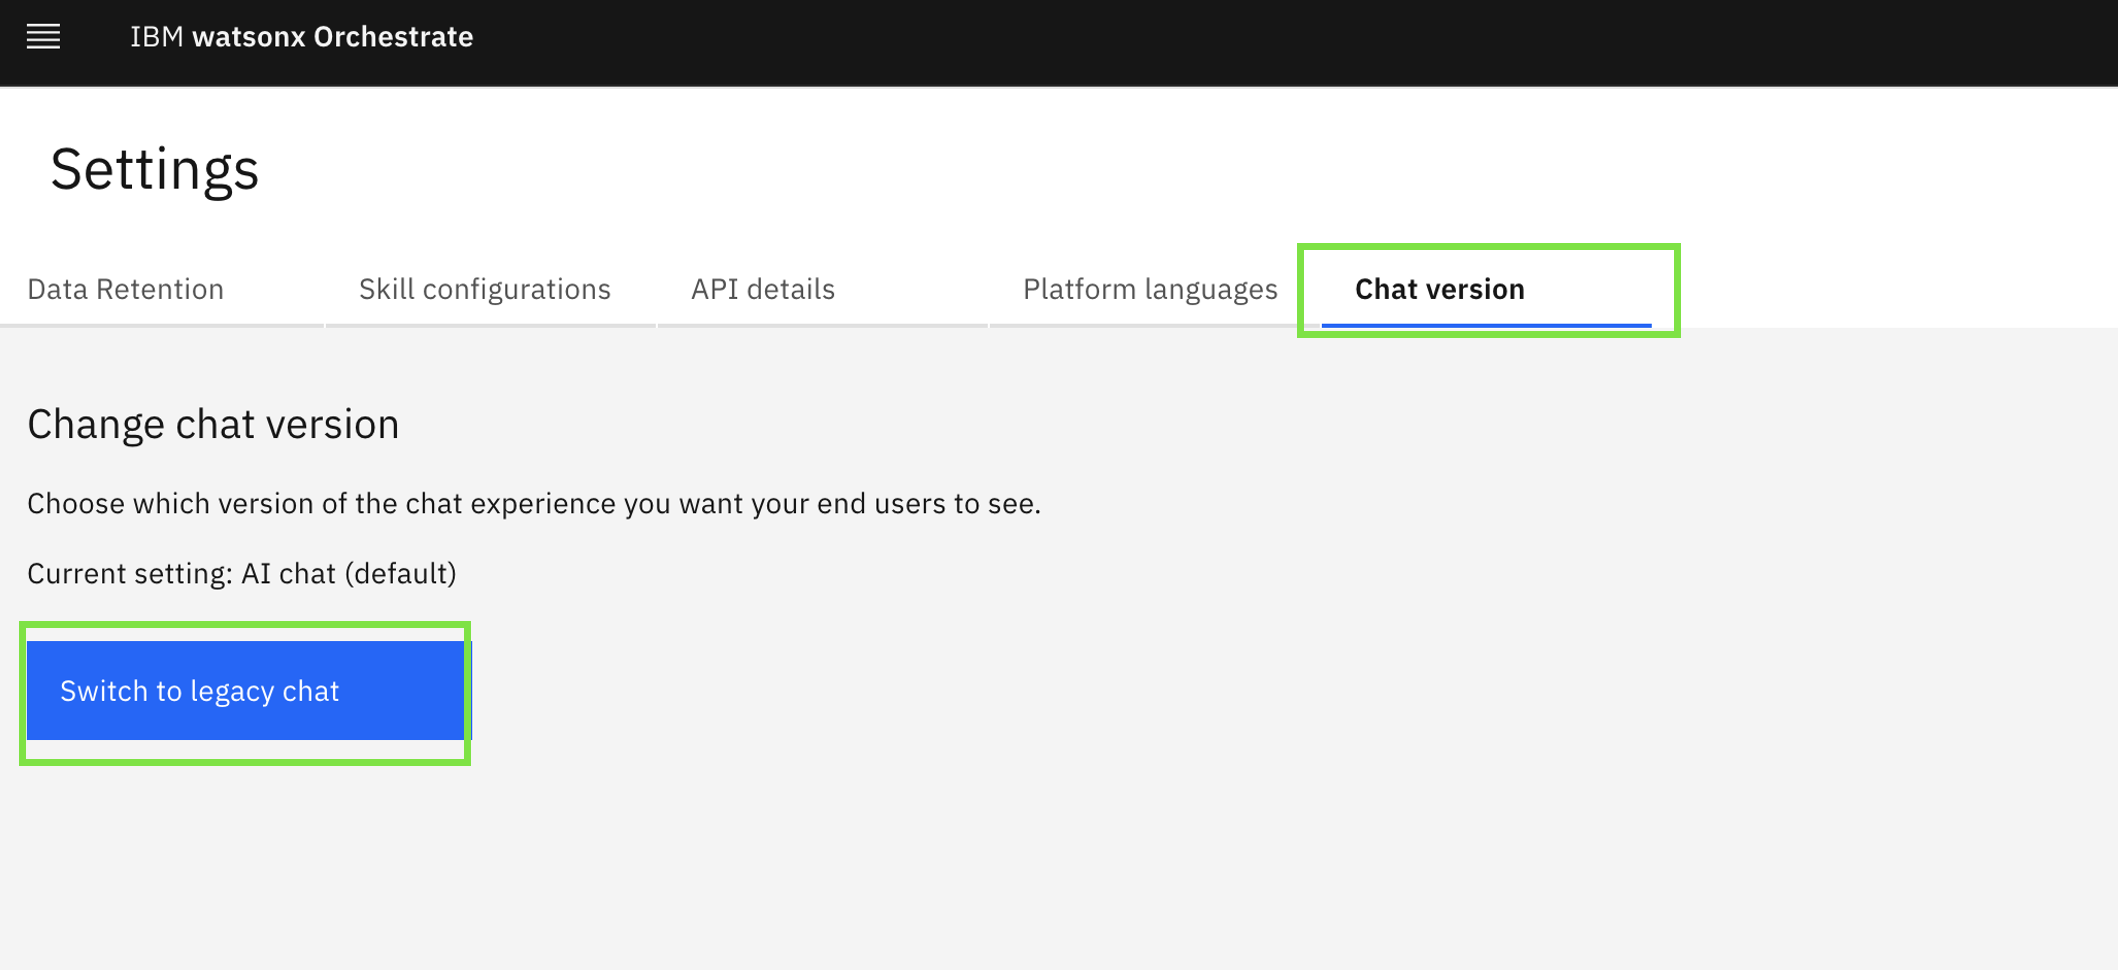 IBM watsonx Orchestrate
Settings
Data Retention
Skill configurations
API details
Platform languages
Chat version
Change chat version
Choose which version of the chat experience you want your end users to see.
Current setting: AI chat (default)
Switch to legacy chat